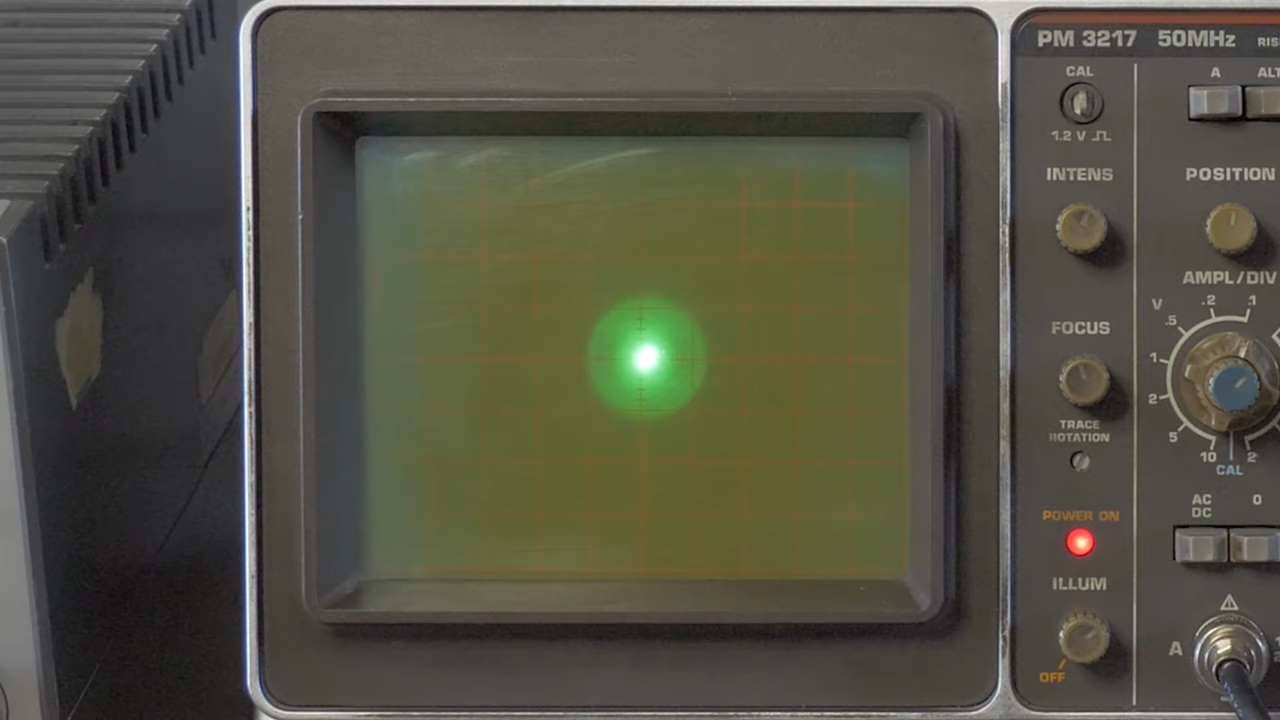 PM 3217 50MHz
CAL
1.2 V
INTENS
FOCUS
TRACE
ROTATION
POWER ON
ILLUM
OFF
A
POSITION
AMPL/DIV
V
.5 .2 .1
1
2
5
10 2
CAL
AC 0
DC
A